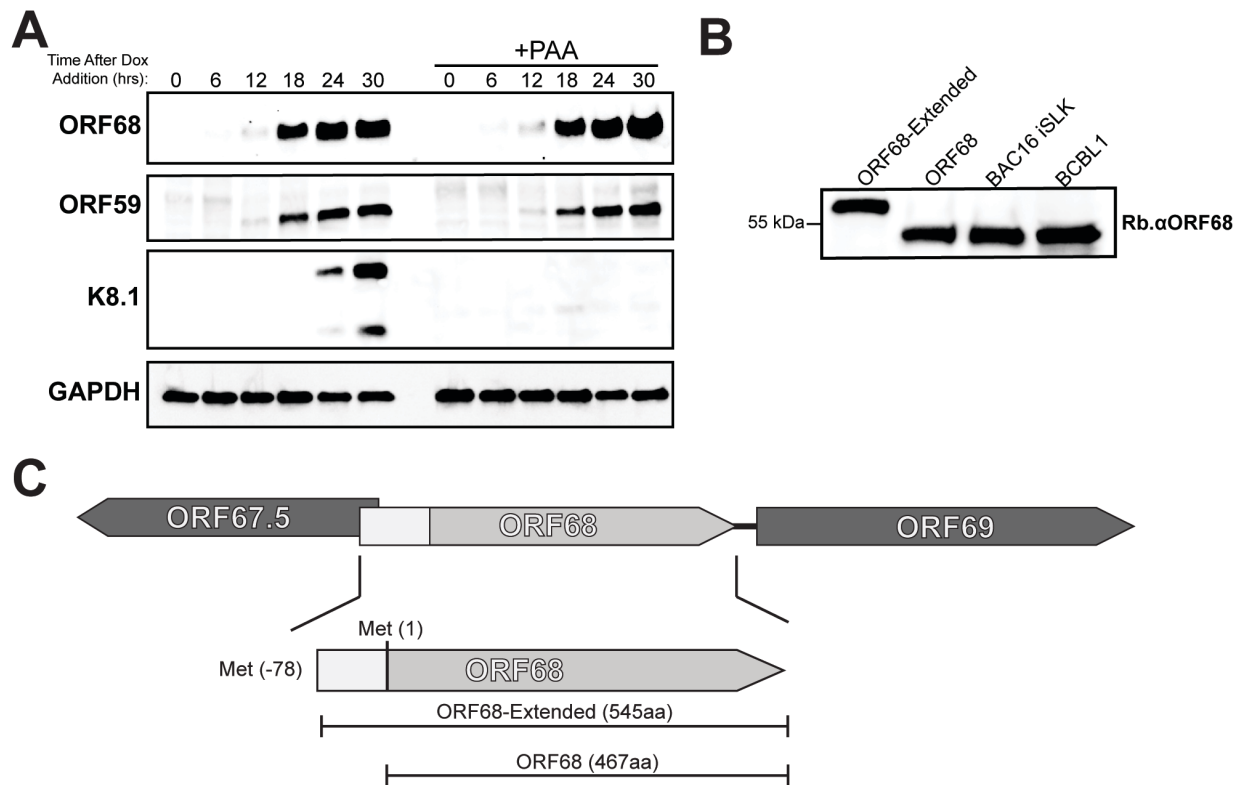 A
+PAA
Time After Dox
Addition (hrs): 0 6 12 18 24 30 0 6 12 18 24 30
ORF68
ORF59
K8.1
GAPDH
B
ORF68-Extended
ORF68
BAC16 iSLK
BCBL1
55 kDa
Rb.αORF68
C
ORF67.5 ORF68 ORF69
Met (1)
Met (-78) ORF68
ORF68-Extended (545aa)
ORF68 (467aa)